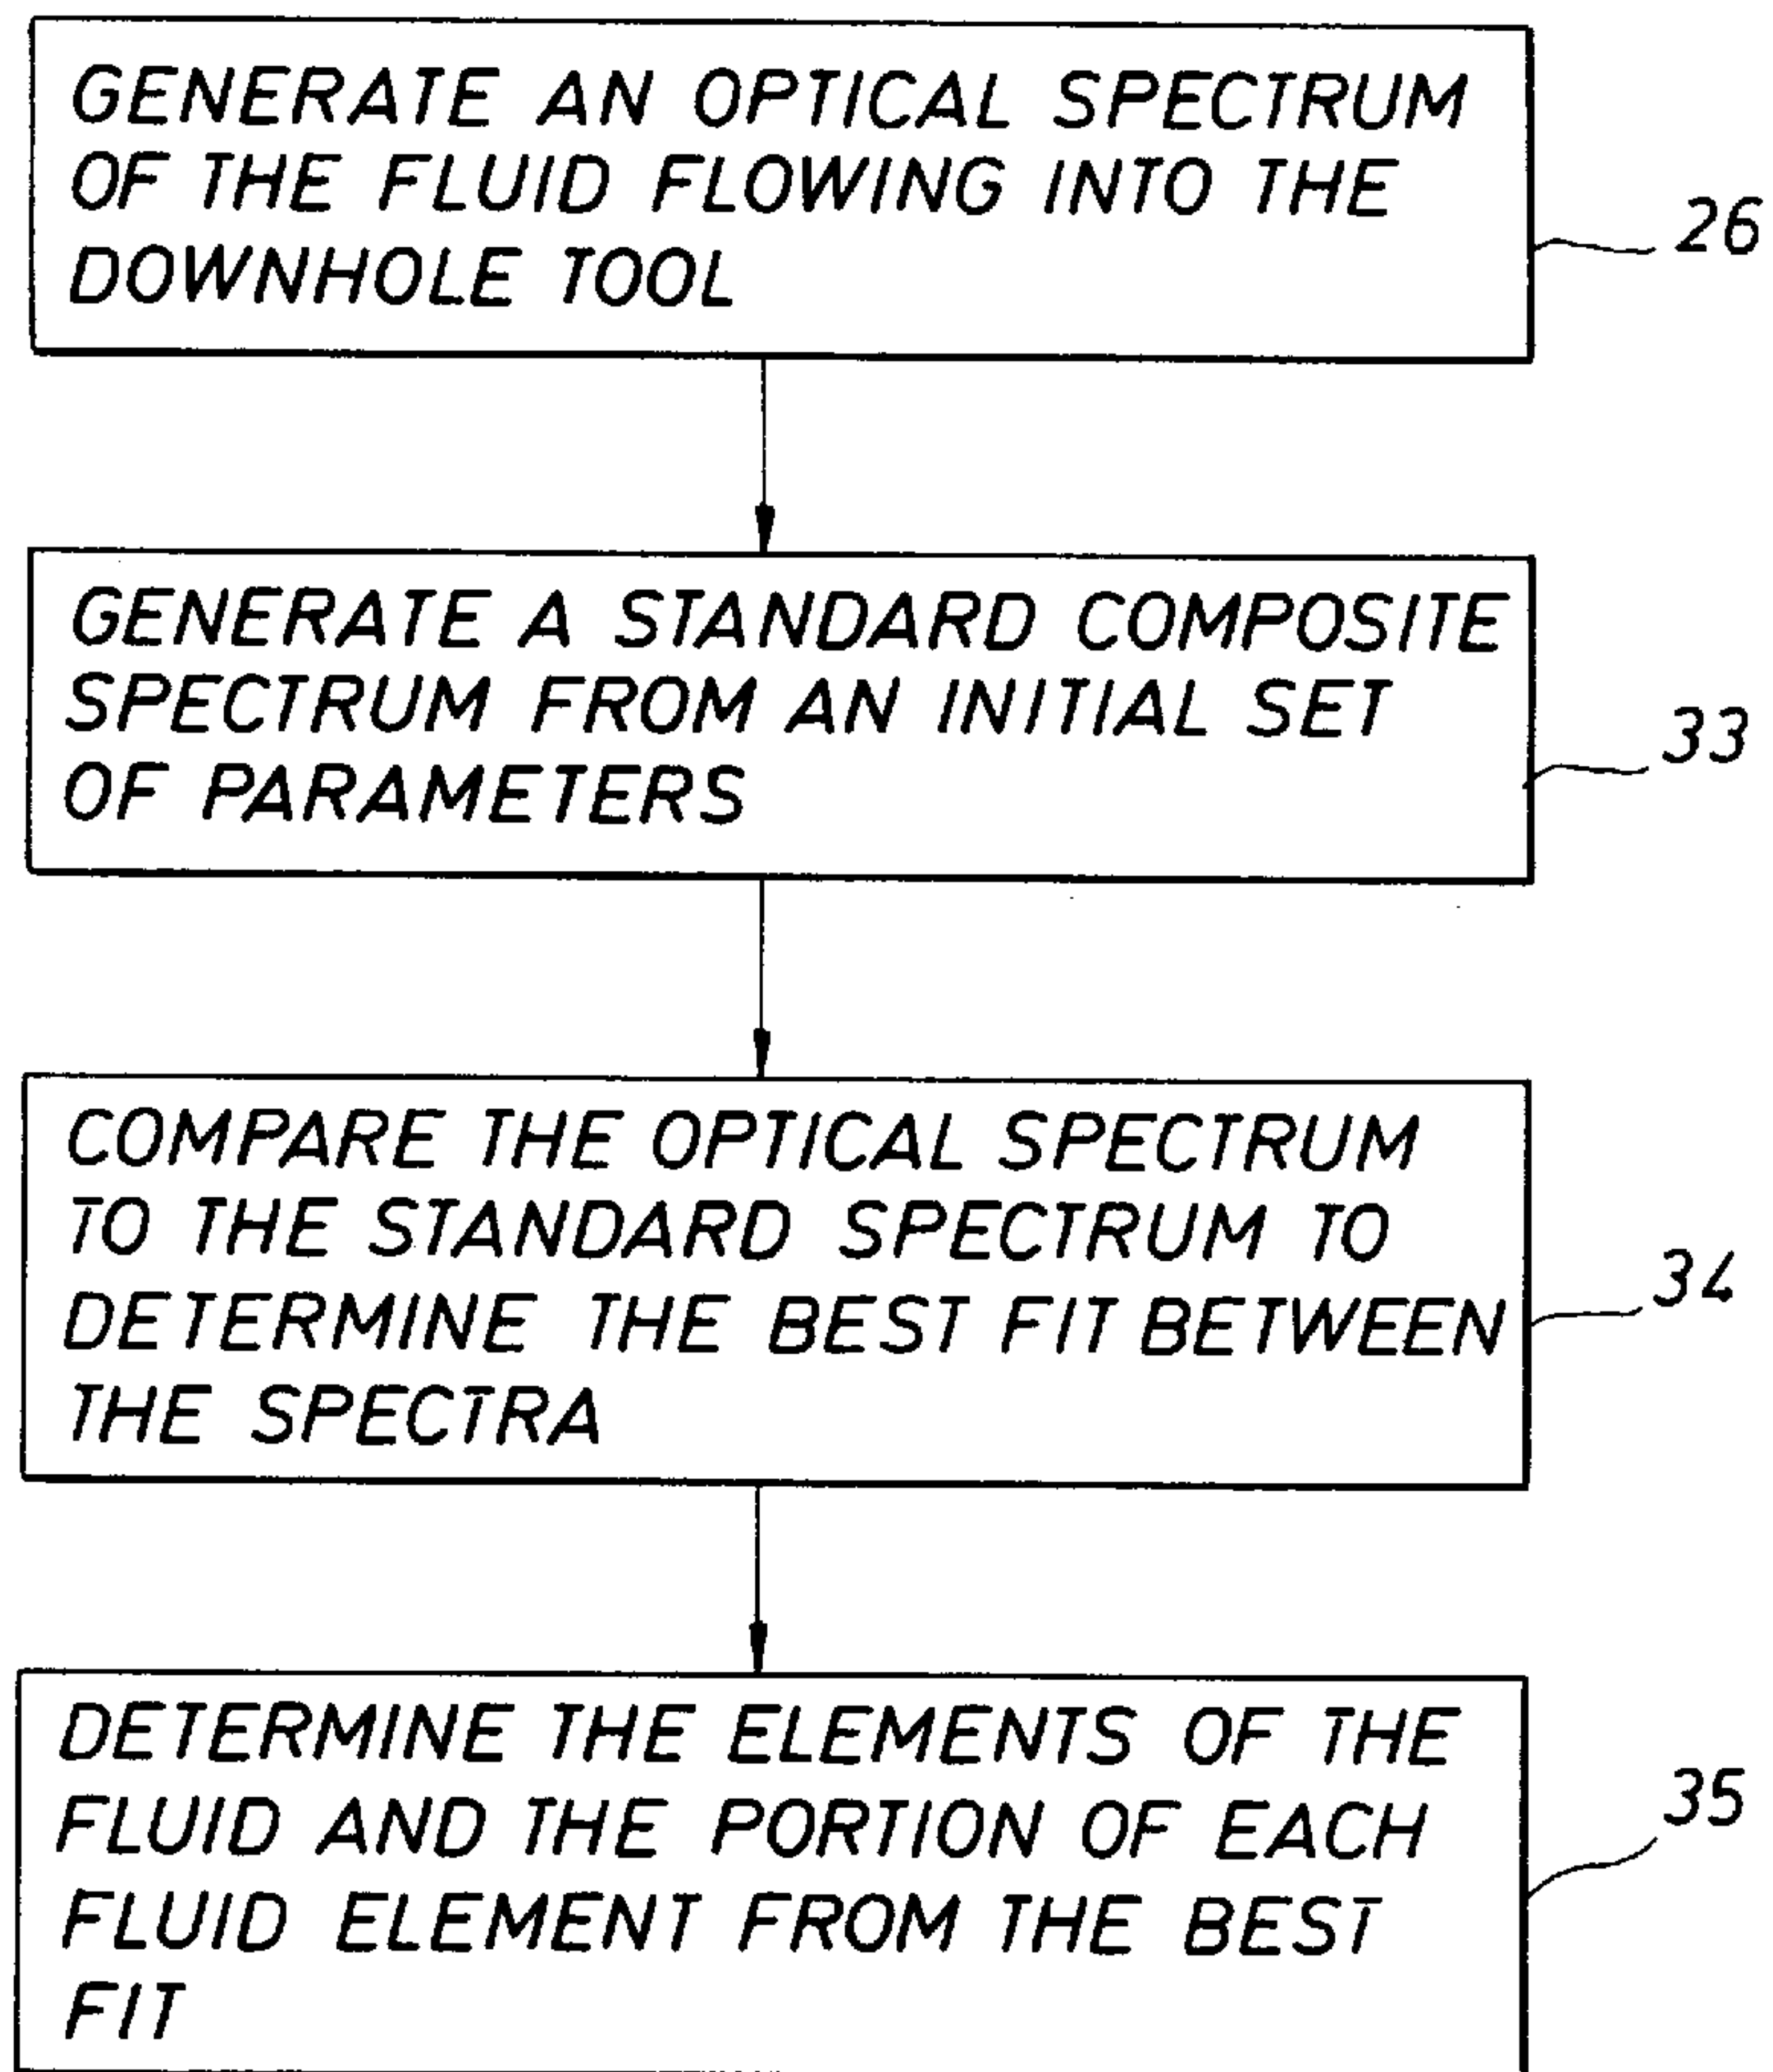 GENERATE AN OPTICAL SPECTRUM
OF THE FLUID FLOWING INTO THE
DOWNHOLE TOOL
26
GENERATE A STANDARD COMPOSITE
SPECTRUM FROM AN INITIAL SET
OF PARAMETERS
33
COMPARE THE OPTICAL SPECTRUM
TO THE STANDARD SPECTRUM TO
DETERMINE THE BEST FIT BETWEEN
THE SPECTRA
34
DETERMINE THE ELEMENTS OF THE
FLUID AND THE PORTION OF EACH
FLUID ELEMENT FROM THE BEST
FIT
35